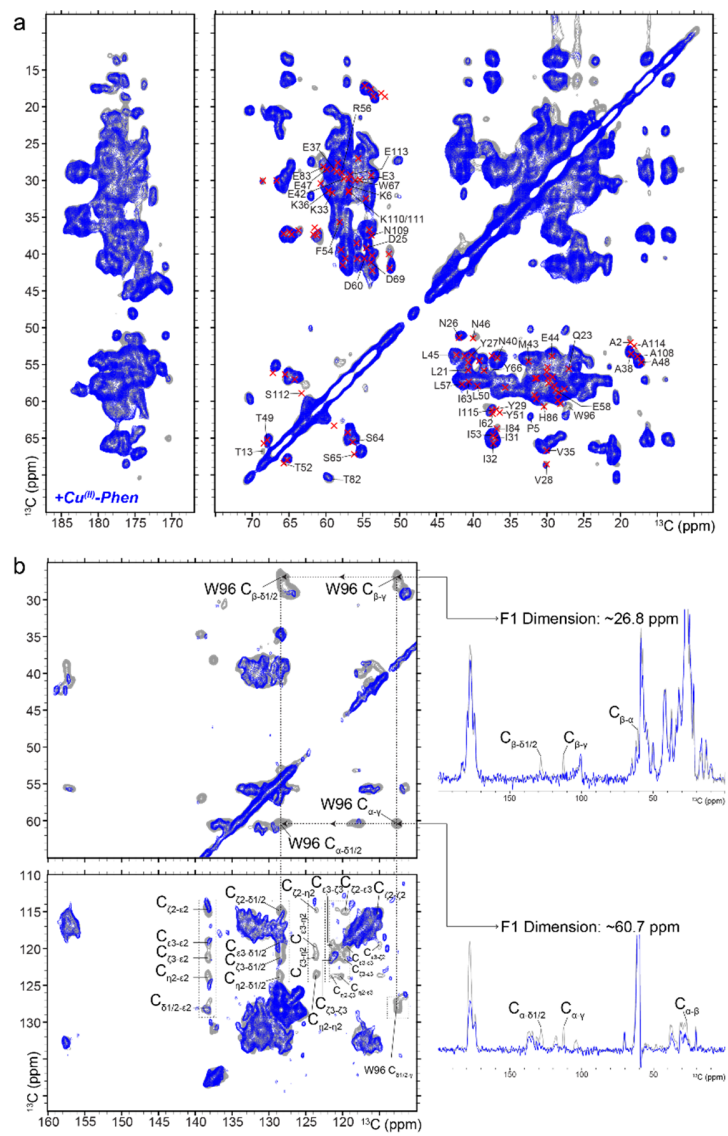 a
10
15
20
25
30
35
40
45
50
55
60
65
70
¹³C (ppm)
R56
E37
E113
E83
E3
E47
W67
E42
K6
K36
K33
K110/111
N109
F54
D25
D60
D69
N26
N46
Y27
N40
M43
E44
Q23
A2
A114
L45
A108
L21
Y66
A38
A48
L57
L50
E58
S112
I63
Y29
H86
W96
T49
I115
Y51
P5
I62
I84
S64
I53
I31
T13
S65
V35
T52
I32
T82
V28
+Cu(II)-Phen
185
180
175
170
70
65
60
55
50
45
40
35
30
25
20
15
¹³C (ppm)
b
W96 Cβ-δ1/2
W96 Cβ-γ
F1 Dimension: ~26.8 ppm
30
35
40
45
50
55
60
Cβ-α
Cβ-δ1/2
Cβ-γ
150
100
50
¹³C (ppm)
W96 Cα-γ
W96 Cα-δ1/2
110
115
120
125
130
135
¹³C (ppm)
Cζ2-δ1/2
Cζ2-η2
Cε3-ζ3
Cζ2-ε3
Cζ2-ζ2
Cζ2-ε2
Cε3-η2
Cε3-ε2
Cε3-δ1/2
Cζ3-ε2
Cζ3-δ1/2
Cζ3-η2
Cη2-ε2
Cη2-δ1/2
Cη2-ζ3
Cη2-ε3
Cζ3-ζ3
Cδ1/2-ε2
Cη2-η2
W96 Cδ1/2-γ
F1 Dimension: ~60.7 ppm
Cα-δ1/2
Cα-γ
Cα-β
150
100
50
¹³C (ppm)
160
155
150
145
140
135
130
125
120
115
¹³C (ppm)